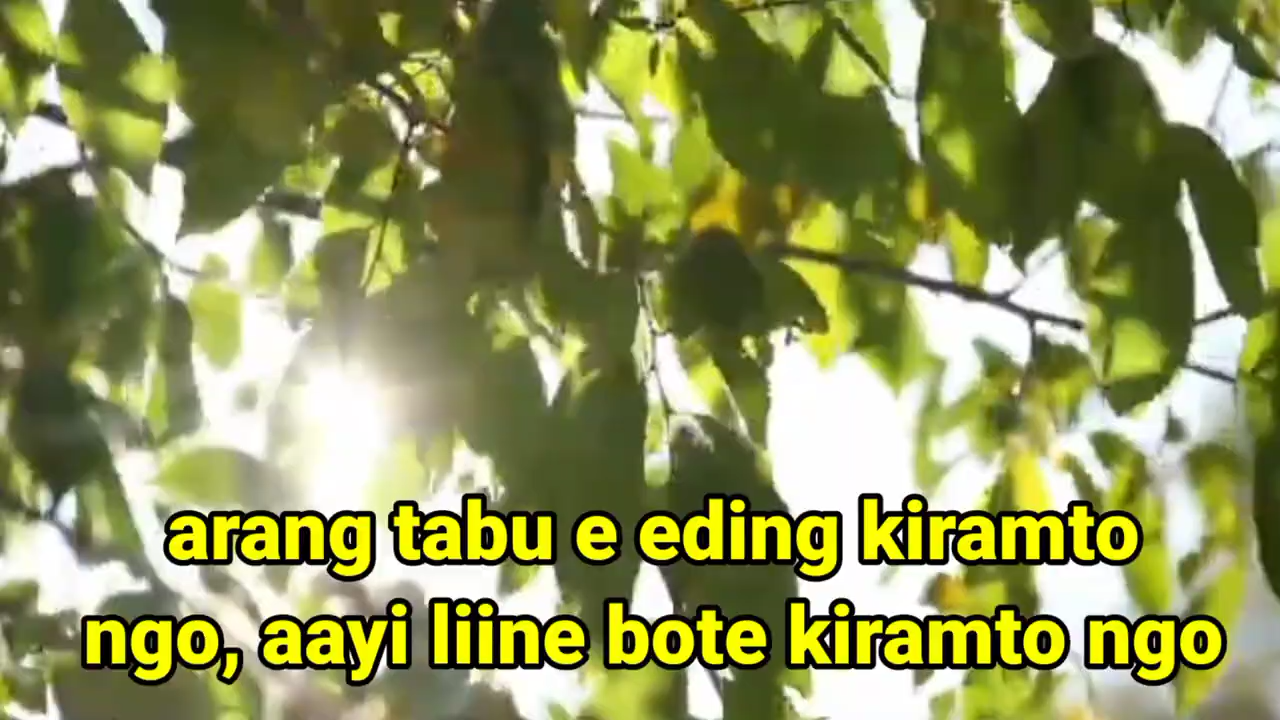 arang tabu e eding kiramto
ngo, aayi liine bote kiramto ngo